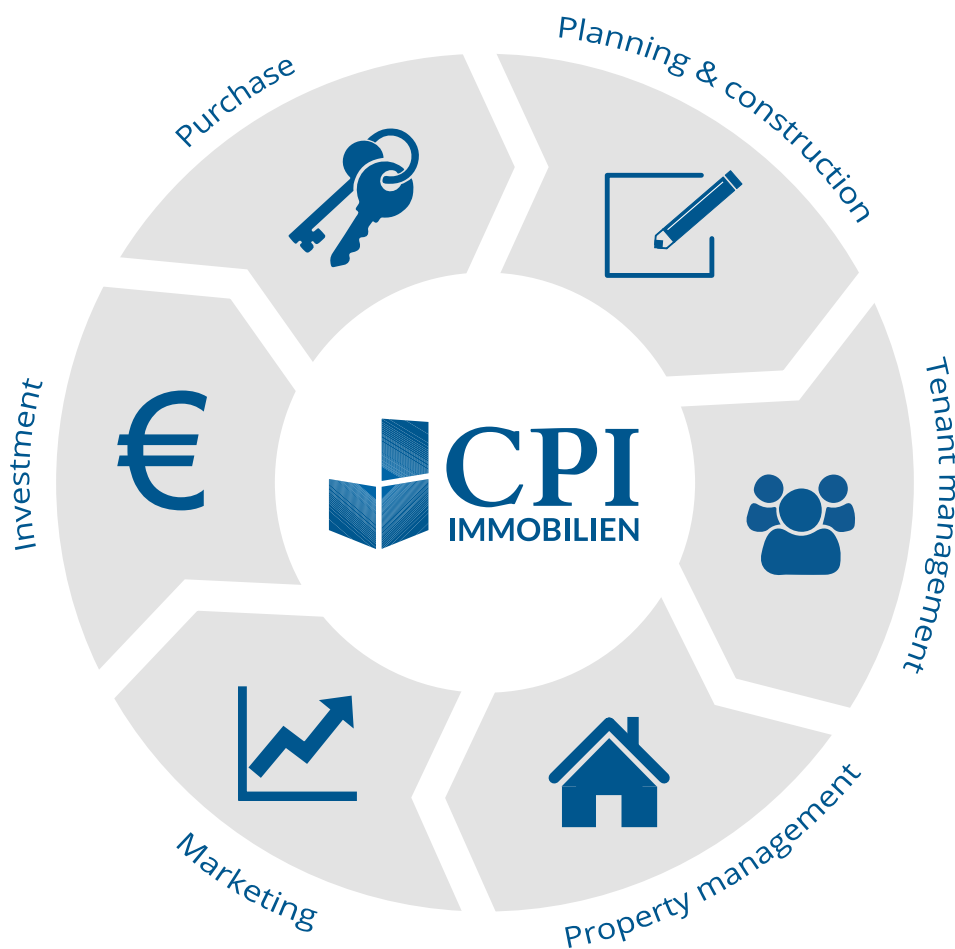 Purchase
Planning & construction
Tenant management
Property management
Marketing
Investment
€
CPI
IMMOBILIEN